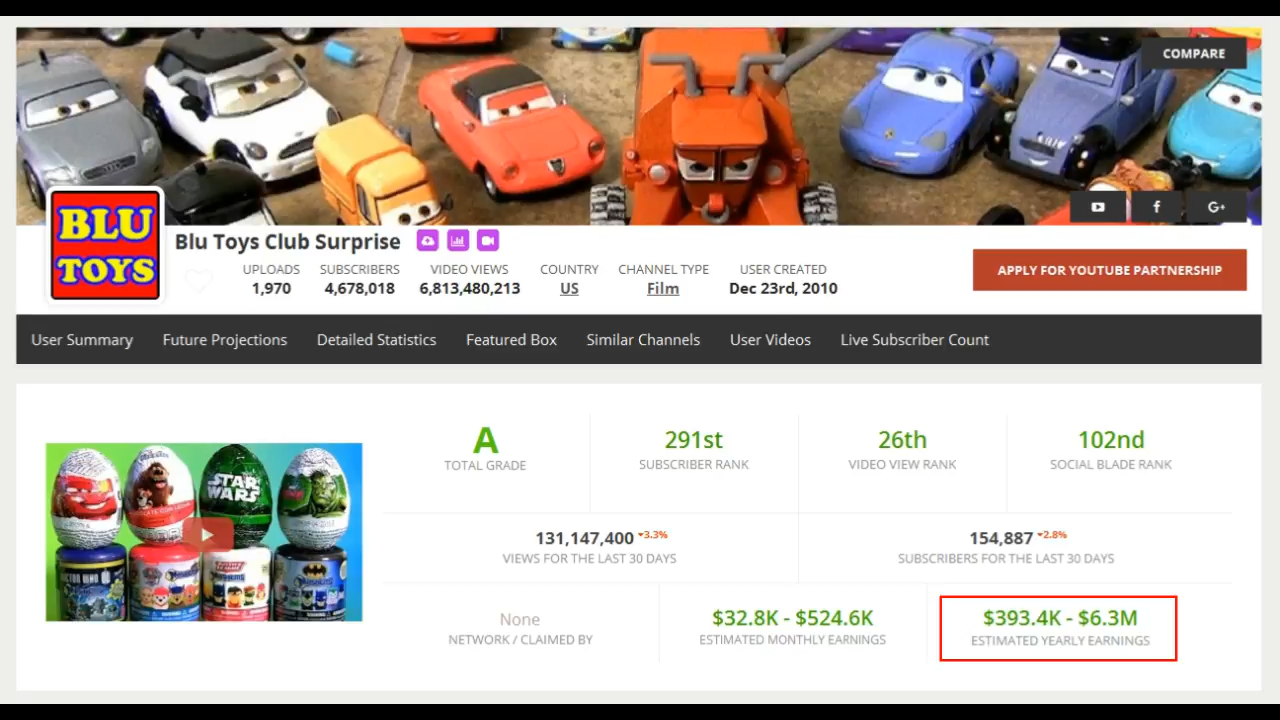 COMPARE
G+
BLU
TOYS
Blu Toys Club Surprise
UPLOADS SUBSCRIBERS VIDEO VIEWS COUNTRY CHANNEL TYPE USER CREATED
1,970 4,678,018 6,813,480,213 US Film Dec 23rd, 2010
APPLY FOR YOUTUBE PARTNERSHIP
User Summary Future Projections Detailed Statistics Featured Box Similar Channels User Videos Live Subscriber Count
A 291st 26th 102nd
TOTAL GRADE SUBSCRIBER RANK VIDEO VIEW RANK SOCIAL BLADE RANK
STAR
WARS
131,147,400 3.3% 154,887 2.8%
VIEWS FOR THE LAST 30 DAYS SUBSCRIBERS FOR THE LAST 30 DAYS
DOCTOR WHO
None $32.8K - $524.6K $393.4K - $6.3M
NETWORK / CLAIMED BY ESTIMATED MONTHLY EARNINGS ESTIMATED YEARLY EARNINGS